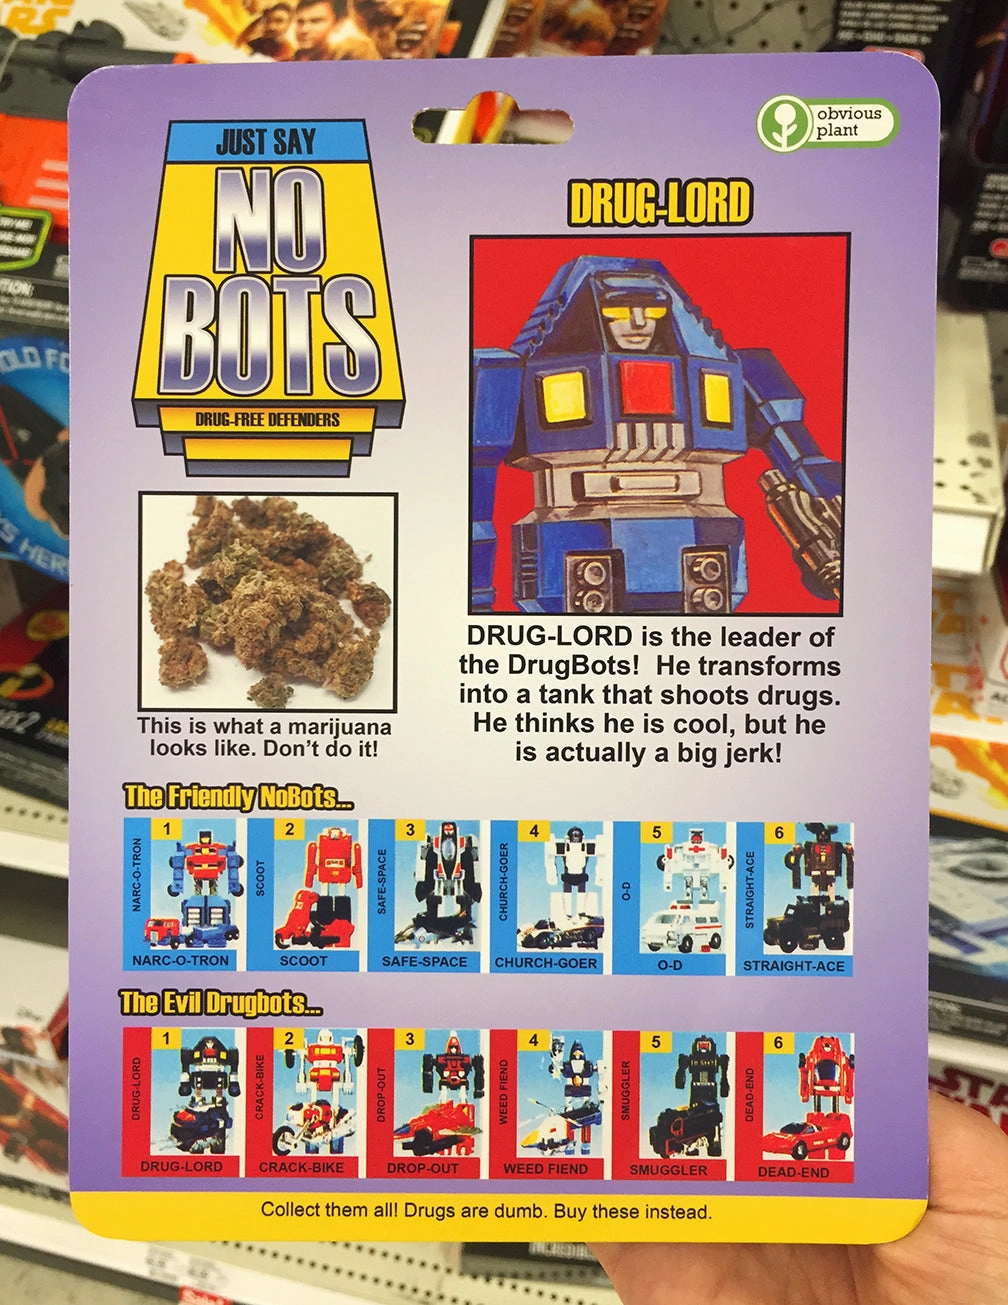 obvious
plant
JUST SAY
NO
BOTS
DRUG-FREE DEFENDERS
DRUG-LORD
DRUG-LORD is the leader of
the DrugBots! He transforms
into a tank that shoots drugs.
He thinks he is cool, but he
is actually a big jerk!
This is what a marijuana
looks like. Don't do it!
The Friendly NoBots...
1
NARC-O-TRON
NARC-O-TRON
2
SCOOT
SCOOT
3
SAFE-SPACE
SAFE-SPACE
4
CHURCH-GOER
CHURCH-GOER
5
O-D
O-D
6
STRAIGHT-ACE
STRAIGHT-ACE
The Evil Drugbots...
1
DRUG-LORD
DRUG-LORD
2
CRACK-BIKE
CRACK-BIKE
3
DROP-OUT
DROP-OUT
4
WEED FIEND
WEED FIEND
5
SMUGGLER
SMUGGLER
6
DEAD-END
DEAD-END
Collect them all! Drugs are dumb. Buy these instead.